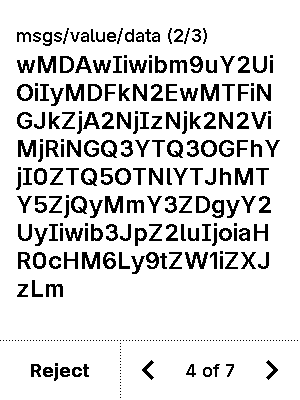 msgs/value/data (2/3)
wMDAwIiwibm9uY2Ui
OiIyMDFkN2EwMTFiN
GJkZjA2NjIzNjk2N2Vi
MjRiNGQ3YTQ3OGFhY
jI0ZTQ5OTNlYTJhMT
Y5ZjQyMmY3ZDgyY2
UyIiwib3JpZ2luIjoiaH
R0cHM6Ly9tZW1iZXJ
zLm
Reject
4 of 7